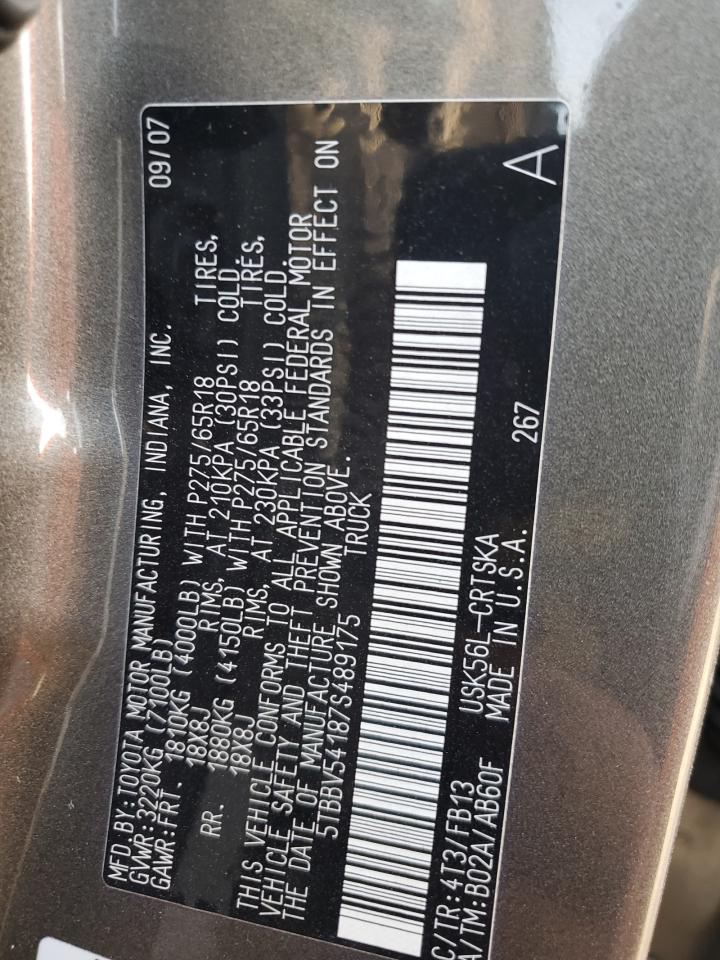 MFD.BY:TOYOTA MOTOR MANUFACTURING, INDIANA, INC. 09/07
GVWR:3220KG (7100LB)
GAWR:FRT. 1810KG (4000LB) WITH P275/65R18 TIRES,
18X8J RIMS, AT 210KPA (30PSI) COLD.
RR. 1880KG (4150LB) WITH P275/65R18 TIRES,
18X8J RIMS, AT 230KPA (33PSI) COLD.
THIS VEHICLE CONFORMS TO ALL APPLICABLE FEDERAL MOTOR
VEHICLE SAFETY AND THEFT PREVENTION STANDARDS IN EFFECT ON
THE DATE OF MANUFACTURE SHOWN ABOVE.
5TBBV54187S489175 TRUCK
C/TR:4T3/FB13 USK56L-CRTSKA 267 A
A/TM:B02A/AB60F MADE IN U.S.A.